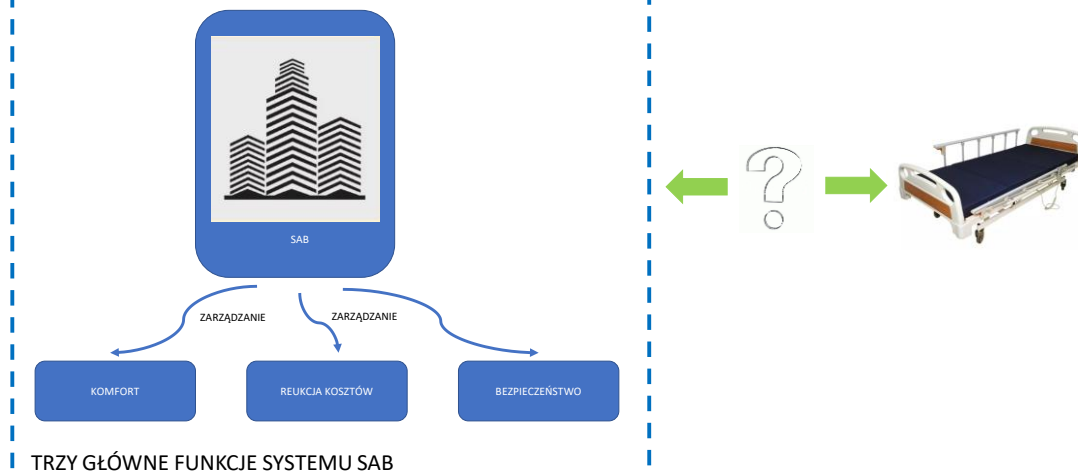 SAB
ZARZĄDZANIE
ZARZĄDZANIE
KOMFORT
REUKCJA KOSZTÓW
BEZPIECZEŃSTWO
TRZY GŁÓWNE FUNKCJE SYSTEMU SAB
?